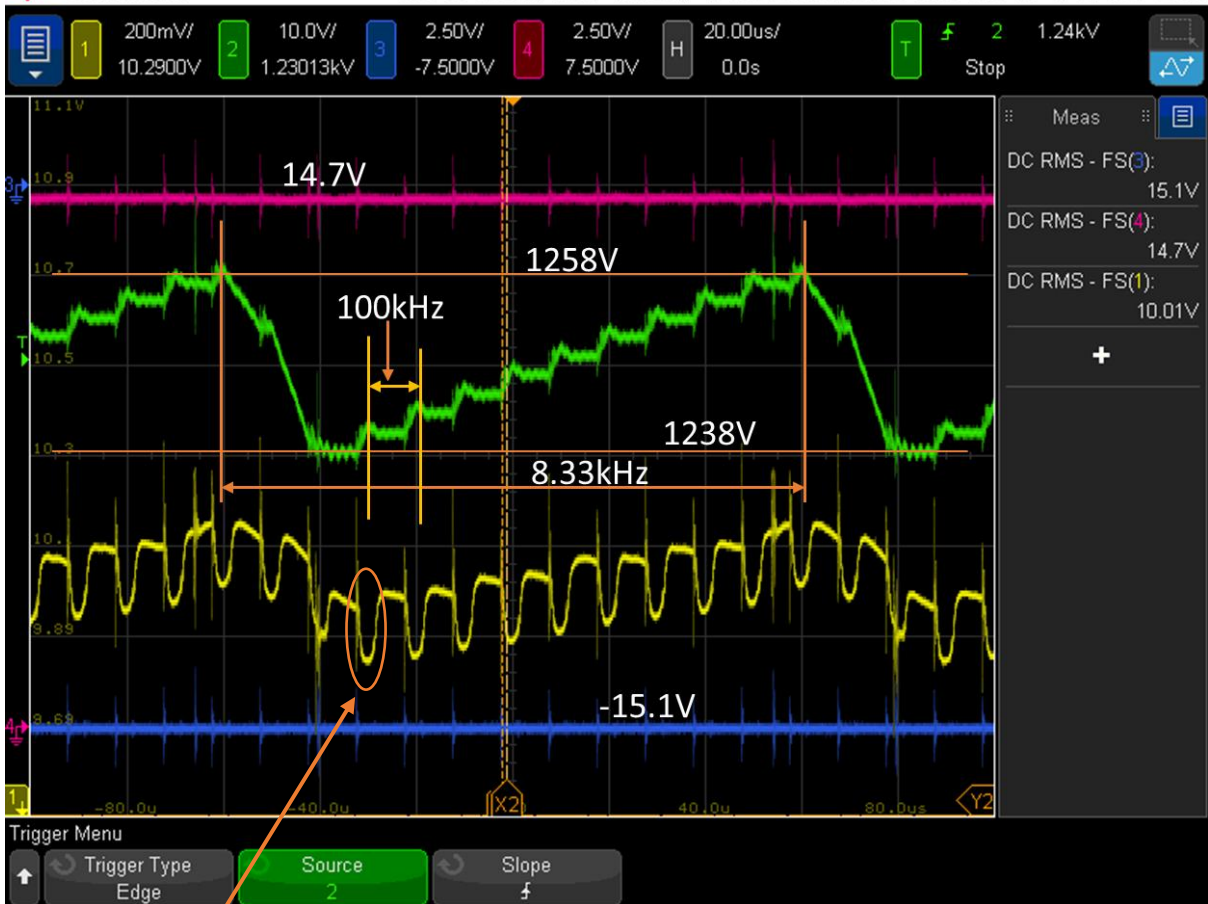 1 200mV/ 10.2900V 2 10.0V/ 1.23013kV 3 2.50V/ -7.5000V 4 2.50V/ 7.5000V H 20.00us/ 0.0s T 2 1.24kV Stop
11.1V
Meas
DC RMS - FS(3):
15.1V
DC RMS - FS(4):
14.7V
DC RMS - FS(1):
10.01V
+
3 10.9
14.7V
10.7
1258V
100kHz
T
10.5
10.3
1238V
8.33kHz
10.1
9.89
-15.1V
4 9.69
1
-80.0u
-40.0u
X2
40.0u
80.0us
Y2
Trigger Menu
Trigger Type
Edge
Source
2
Slope